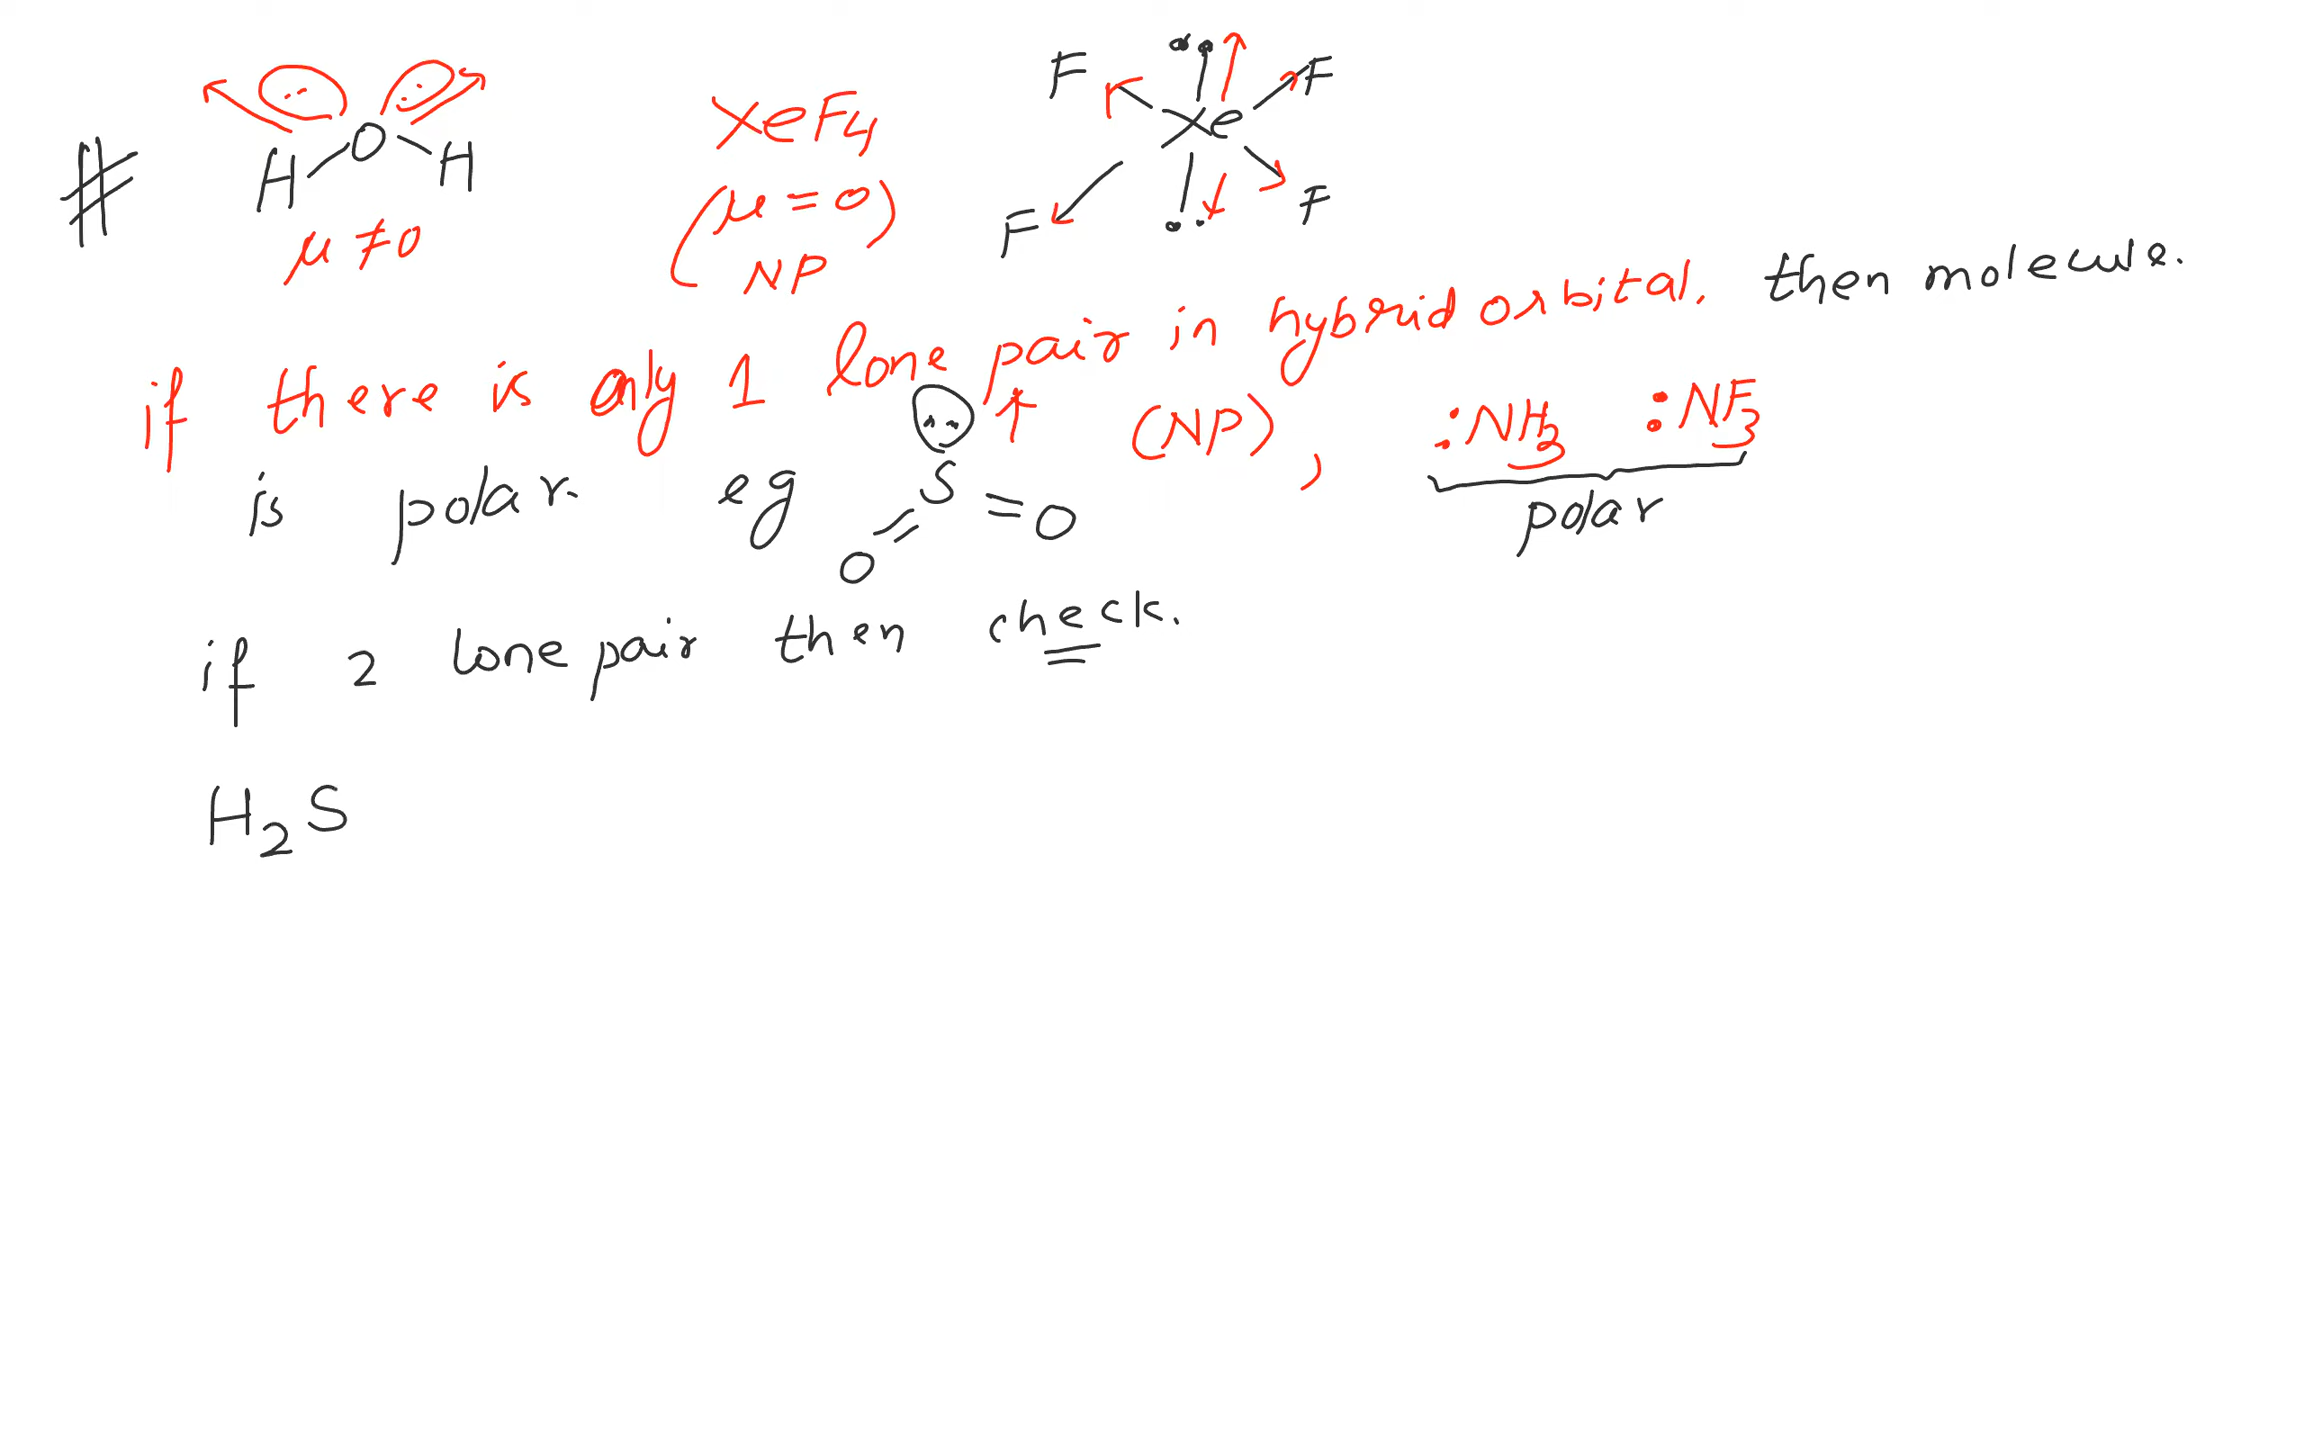 #
H O H
μ ≠ 0
XeF4
(μ = 0)
NP
F F
Xe
F F
if there is only 1 lone pair in hybrid orbital, then molecule.
is polar. eg S (NP), :NH3 :NF3
O = O polar
if 2 lone pair then check.
H2S